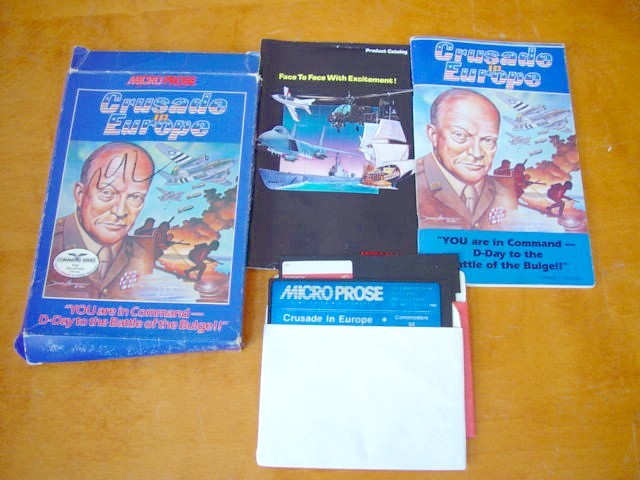 MICROPROSE
Crusade
in
Europe
COMMAND SERIES
"YOU are in Command —
D-Day to the Battle of the Bulge!!"
Product Catalog
Face To Face With Excitement!
Crusade
in
Europe
"YOU are in Command —
D-Day to the
Battle of the Bulge!!"
MICRO PROSE
Crusade in Europe
Commodore
64